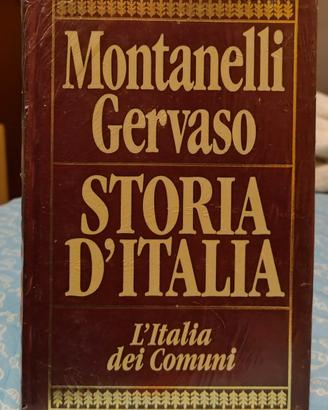 Montanelli
Gervaso
STORIA
D'ITALIA
L'Italia
dei Comuni